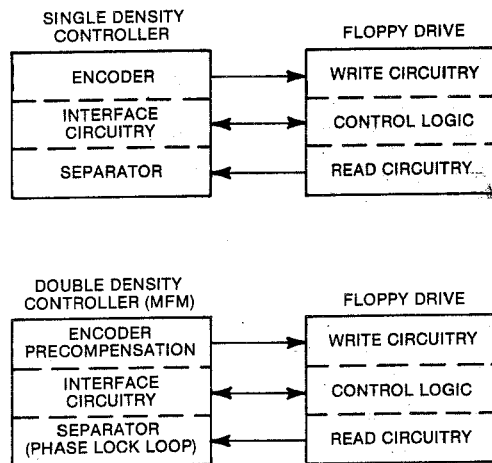 SINGLE DENSITY
CONTROLLER
FLOPPY DRIVE
ENCODER
WRITE CIRCUITRY
INTERFACE
CIRCUITRY
CONTROL LOGIC
SEPARATOR
READ CIRCUITRY
DOUBLE DENSITY
CONTROLLER (MFM)
FLOPPY DRIVE
ENCODER
PRECOMPENSATION
WRITE CIRCUITRY
INTERFACE
CIRCUITRY
CONTROL LOGIC
SEPARATOR
(PHASE LOCK LOOP)
READ CIRCUITRY